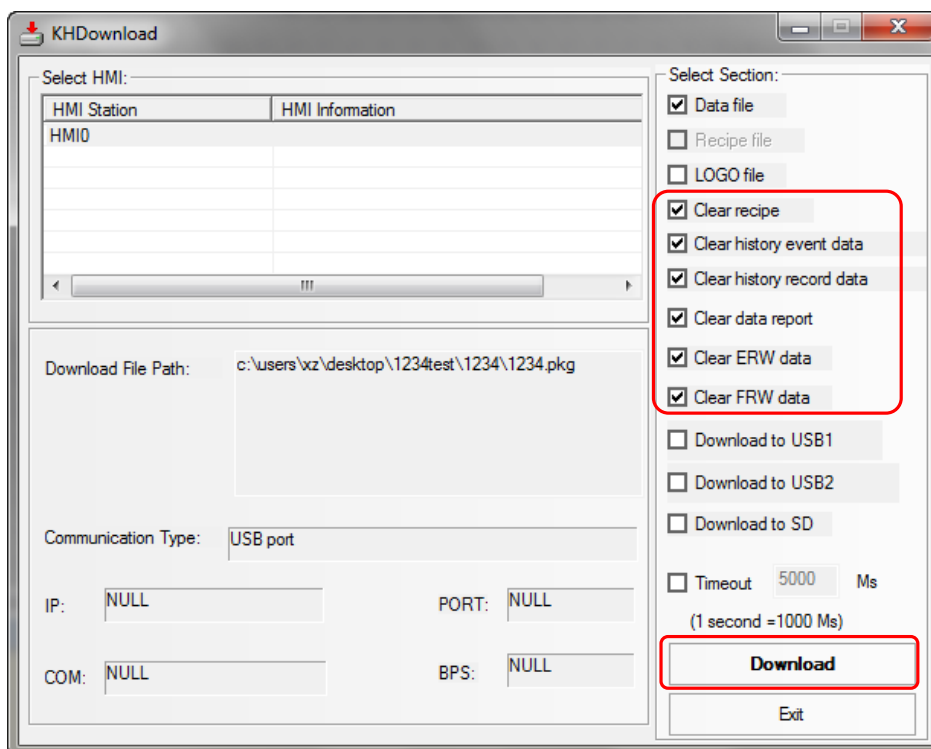 KHDownload
Select HMI:
HMI Station HMI Information
HMI0
Download File Path: c:\users\xz\desktop\1234test\1234\1234.pkg
Communication Type: USB port
IP: NULL PORT: NULL
COM: NULL BPS: NULL
Select Section:
Data file
Recipe file
LOGO file
Clear recipe
Clear history event data
Clear history record data
Clear data report
Clear ERW data
Clear FRW data
Download to USB1
Download to USB2
Download to SD
Timeout 5000 Ms
(1 second =1000 Ms)
Download
Exit